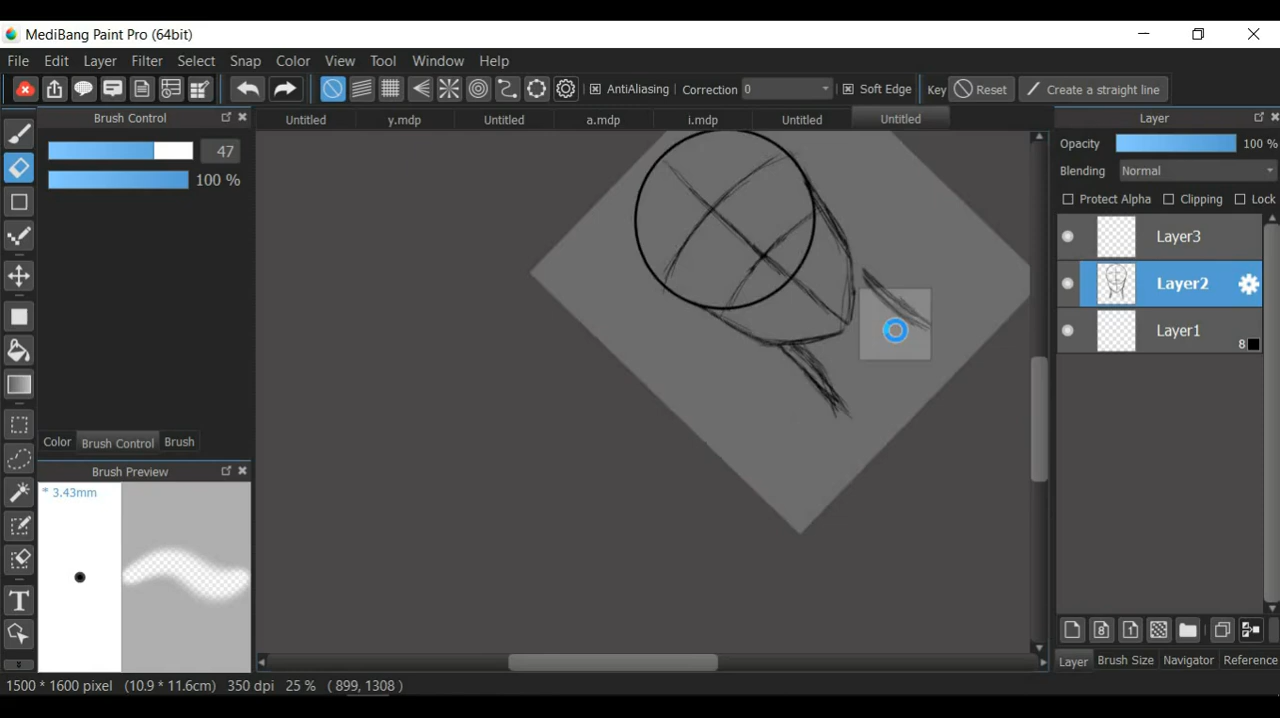 MediBang Paint Pro (64bit)
File Edit Layer Filter Select Snap Color View Tool Window Help
AntiAliasing Correction 0 Soft Edge Key Reset Create a straight line
Brush Control
Untitled y.mdp Untitled a.mdp i.mdp Untitled Untitled
Layer
47
100 %
Opacity 100 %
Blending Normal
Protect Alpha Clipping Lock
Layer3
Layer2
Layer1
8
Color Brush Control Brush
Brush Preview
* 3.43mm
T
8 1
Layer Brush Size Navigator Reference
1500 * 1600 pixel (10.9 * 11.6cm) 350 dpi 25 % ( 899, 1308 )